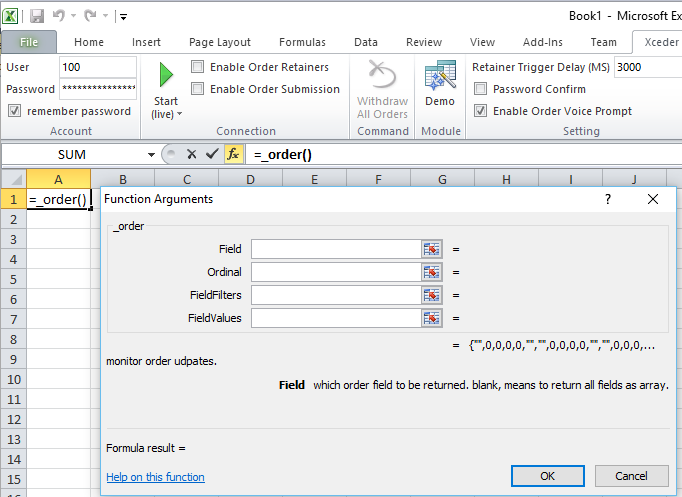 Book1 - Microsoft Ex
File Home Insert Page Layout Formulas Data Review View Add-Ins Team Xceder
User 100 Enable Order Retainers Retainer Trigger Delay (MS) 3000
Password *************** Start (live) Enable Order Submission Withdraw All Orders Demo Password Confirm
remember password Enable Order Voice Prompt
Account Connection Command Module Setting
SUM fx =_order()
A B C D E F G H I J
1 =_order()
2
3
4
5
6
7
8
9
10
11
12
13
14
15
16
Function Arguments ?
_order
Field =
Ordinal =
FieldFilters =
FieldValues =
= {"",0,0,0,0,"","",0,0,0,0,"","",0,0,0,...
monitor order udpates.
Field which order field to be returned. blank, means to return all fields as array.
Formula result =
Help on this function OK Cancel